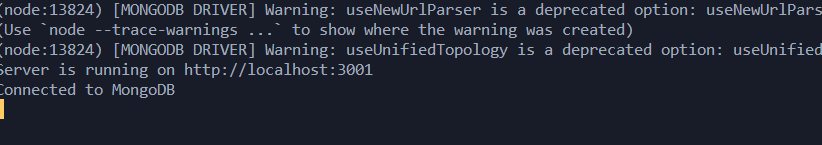 (node:13824) [MONGODB DRIVER] Warning: useNewUrlParser is a deprecated option: useNewUrlPars
(Use `node --trace-warnings ...` to show where the warning was created)
(node:13824) [MONGODB DRIVER] Warning: useUnifiedTopology is a deprecated option: useUnified
Server is running on http://localhost:3001
Connected to MongoDB